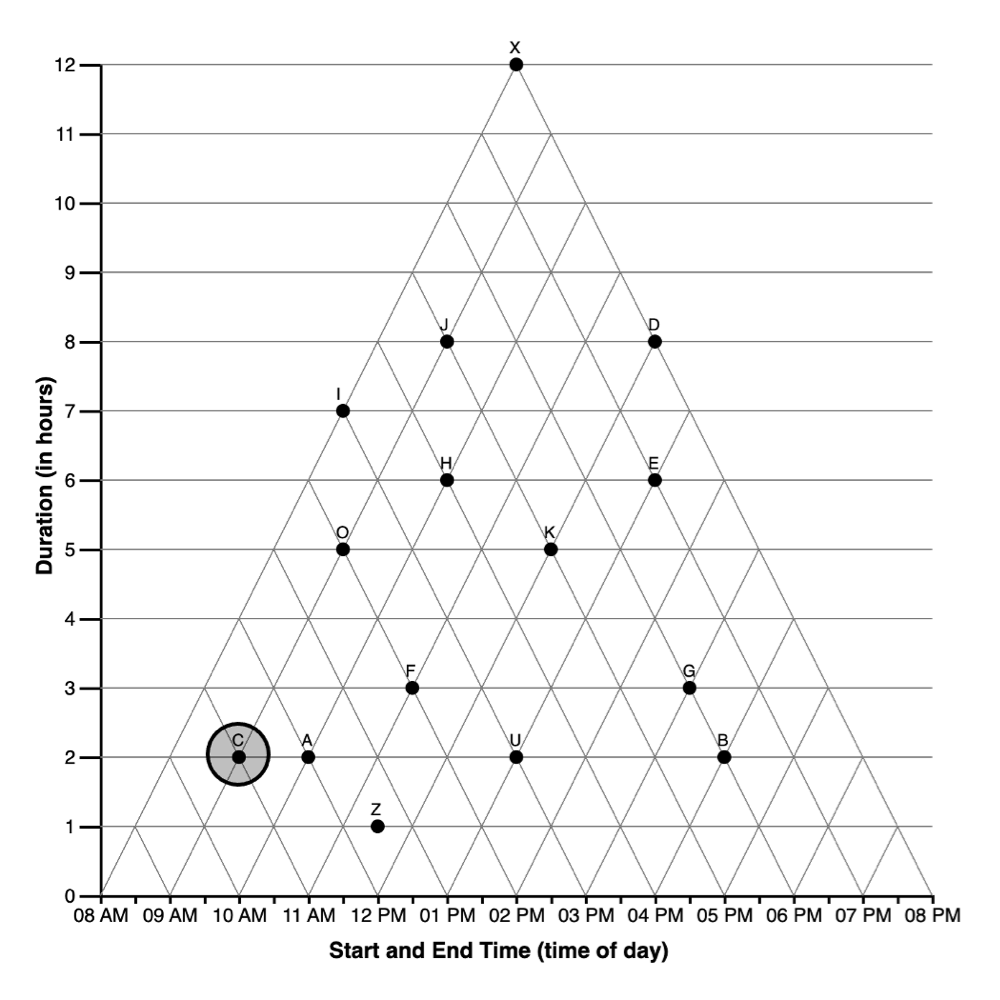 X
12
11
10
9
J
D
8
I
7
H
E
6
O
K
5
4
F
G
3
C
A
U
B
2
Z
1
0
08 AM 09 AM 10 AM 11 AM 12 PM 01 PM 02 PM 03 PM 04 PM 05 PM 06 PM 07 PM 08 PM
Start and End Time (time of day)
Duration (in hours)